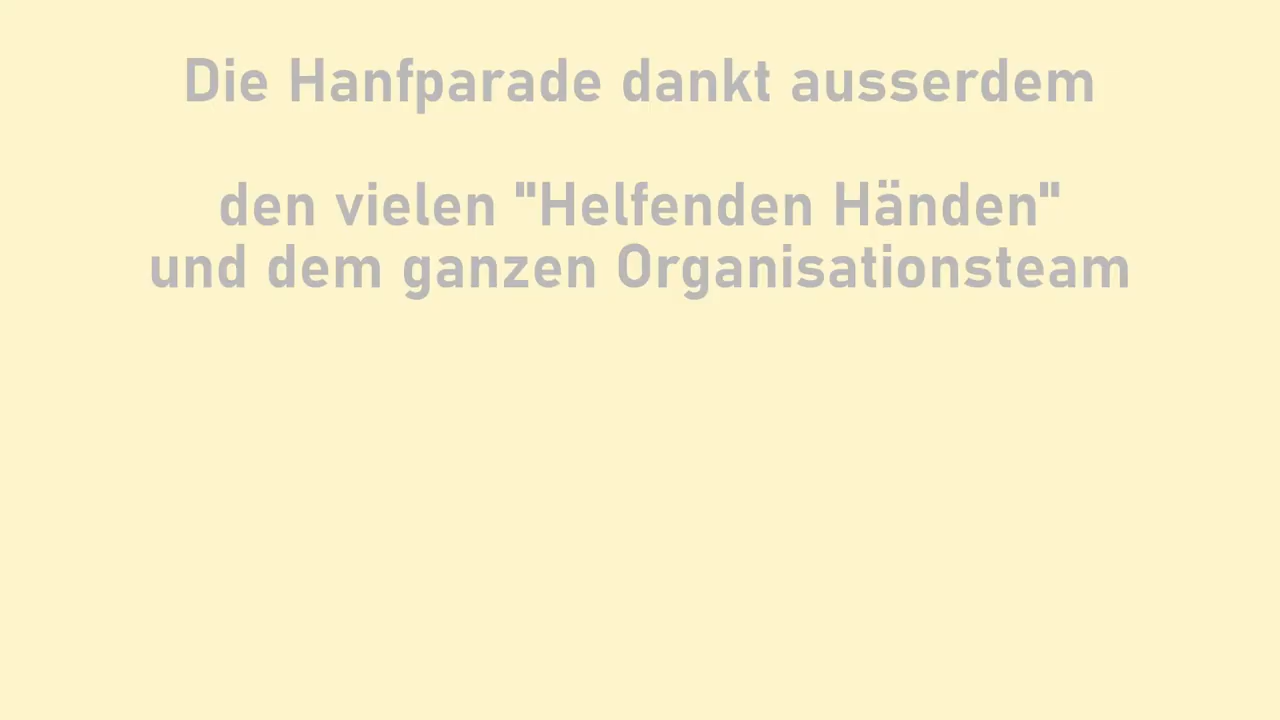 Die Hanfparade dankt ausserdem
den vielen "Helfenden Händen"
und dem ganzen Organisationsteam